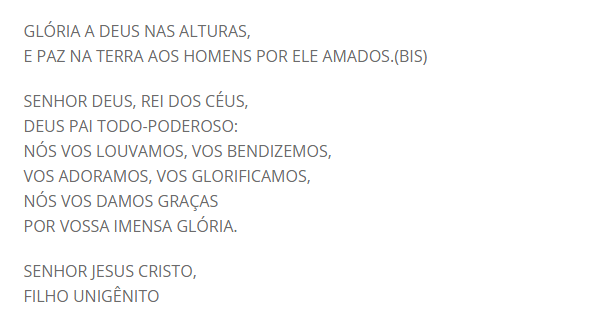 GLÓRIA A DEUS NAS ALTURAS,
E PAZ NA TERRA AOS HOMENS POR ELE AMADOS.(BIS)
SENHOR DEUS, REI DOS CÉUS,
DEUS PAI TODO-PODEROSO:
NÓS VOS LOUVAMOS, VOS BENDIZEMOS,
VOS ADORAMOS, VOS GLORIFICAMOS,
NÓS VOS DAMOS GRAÇAS
POR VOSSA IMENSA GLÓRIA.
SENHOR JESUS CRISTO,
FILHO UNIGÊNITO